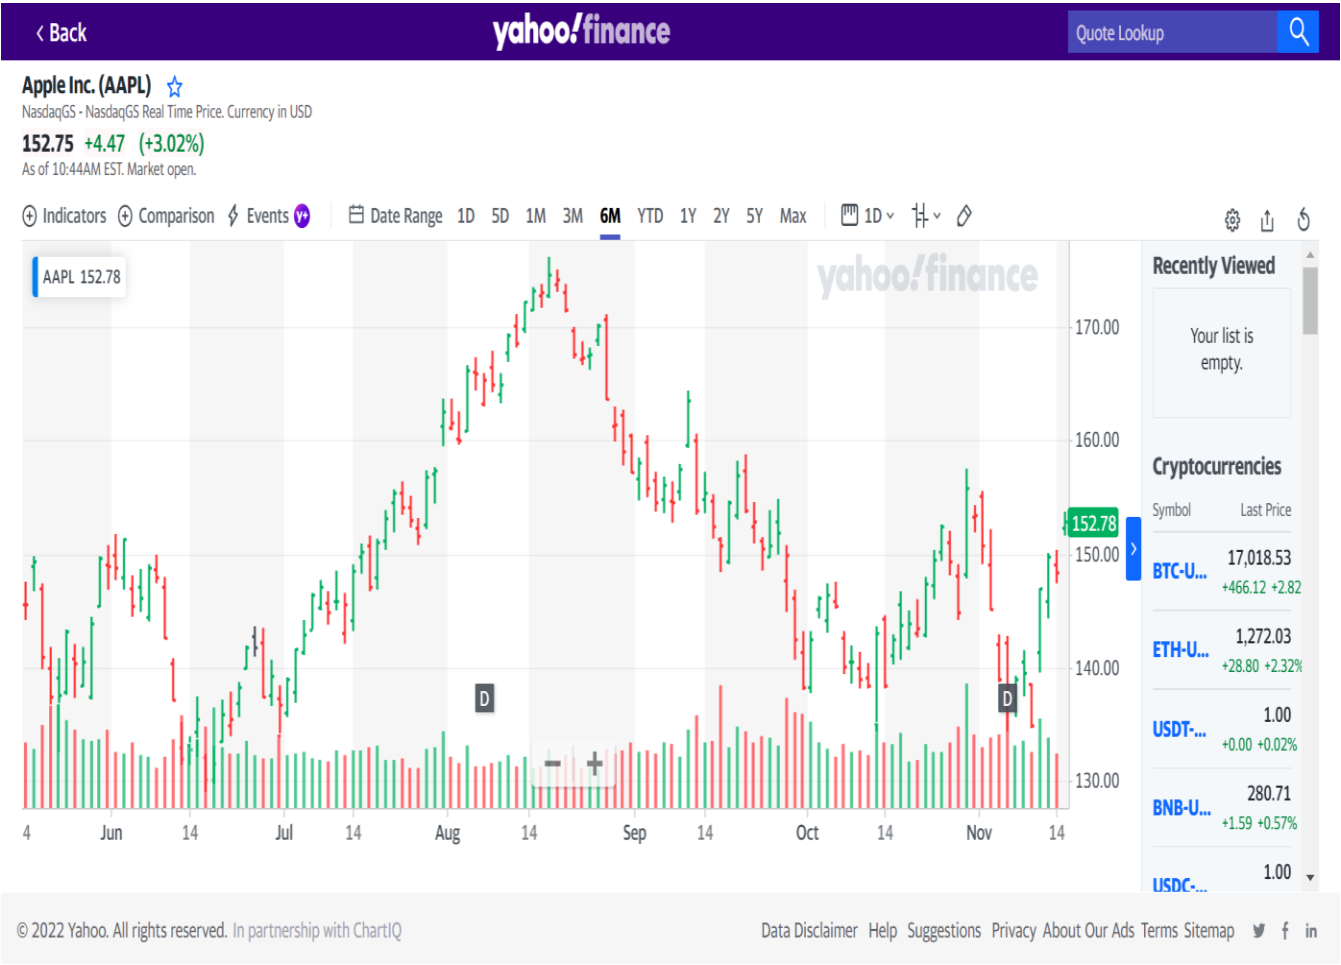 Back
yahoo!finance
Quote Lookup
Apple Inc. (AAPL)
NasdaqGS - NasdaqGS Real Time Price. Currency in USD
152.75 +4.47 (+3.02%)
As of 10:44AM EST. Market open.
Indicators Comparison Events Y+ Date Range 1D 5D 1M 3M 6M YTD 1Y 2Y 5Y Max 1D
AAPL 152.78
yahoo!finance
170.00
160.00
152.78
150.00
140.00
130.00
D
D
4 Jun 14 Jul 14 Aug 14 Sep 14 Oct 14 Nov 14
Recently Viewed
Your list is
empty.
Cryptocurrencies
Symbol Last Price
BTC-U... 17,018.53
+466.12 +2.82
ETH-U... 1,272.03
+28.80 +2.32%
USDT-... 1.00
+0.00 +0.02%
BNB-U... 280.71
+1.59 +0.57%
USDC-... 1.00
© 2022 Yahoo. All rights reserved. In partnership with ChartIQ
Data Disclaimer Help Suggestions Privacy About Our Ads Terms Sitemap